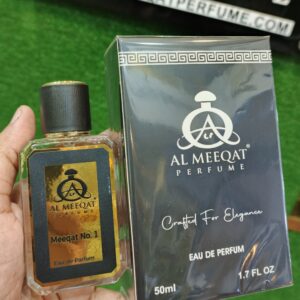 RATPERFUME.COM
AL MEEQAT®
PERFUME
Crafted For Elegance
EAU DE PERFUM
50ml
1.7 FL. OZ
AL MEEQAT
PERFUME
Meeqat No. 1
Eau de Parfum